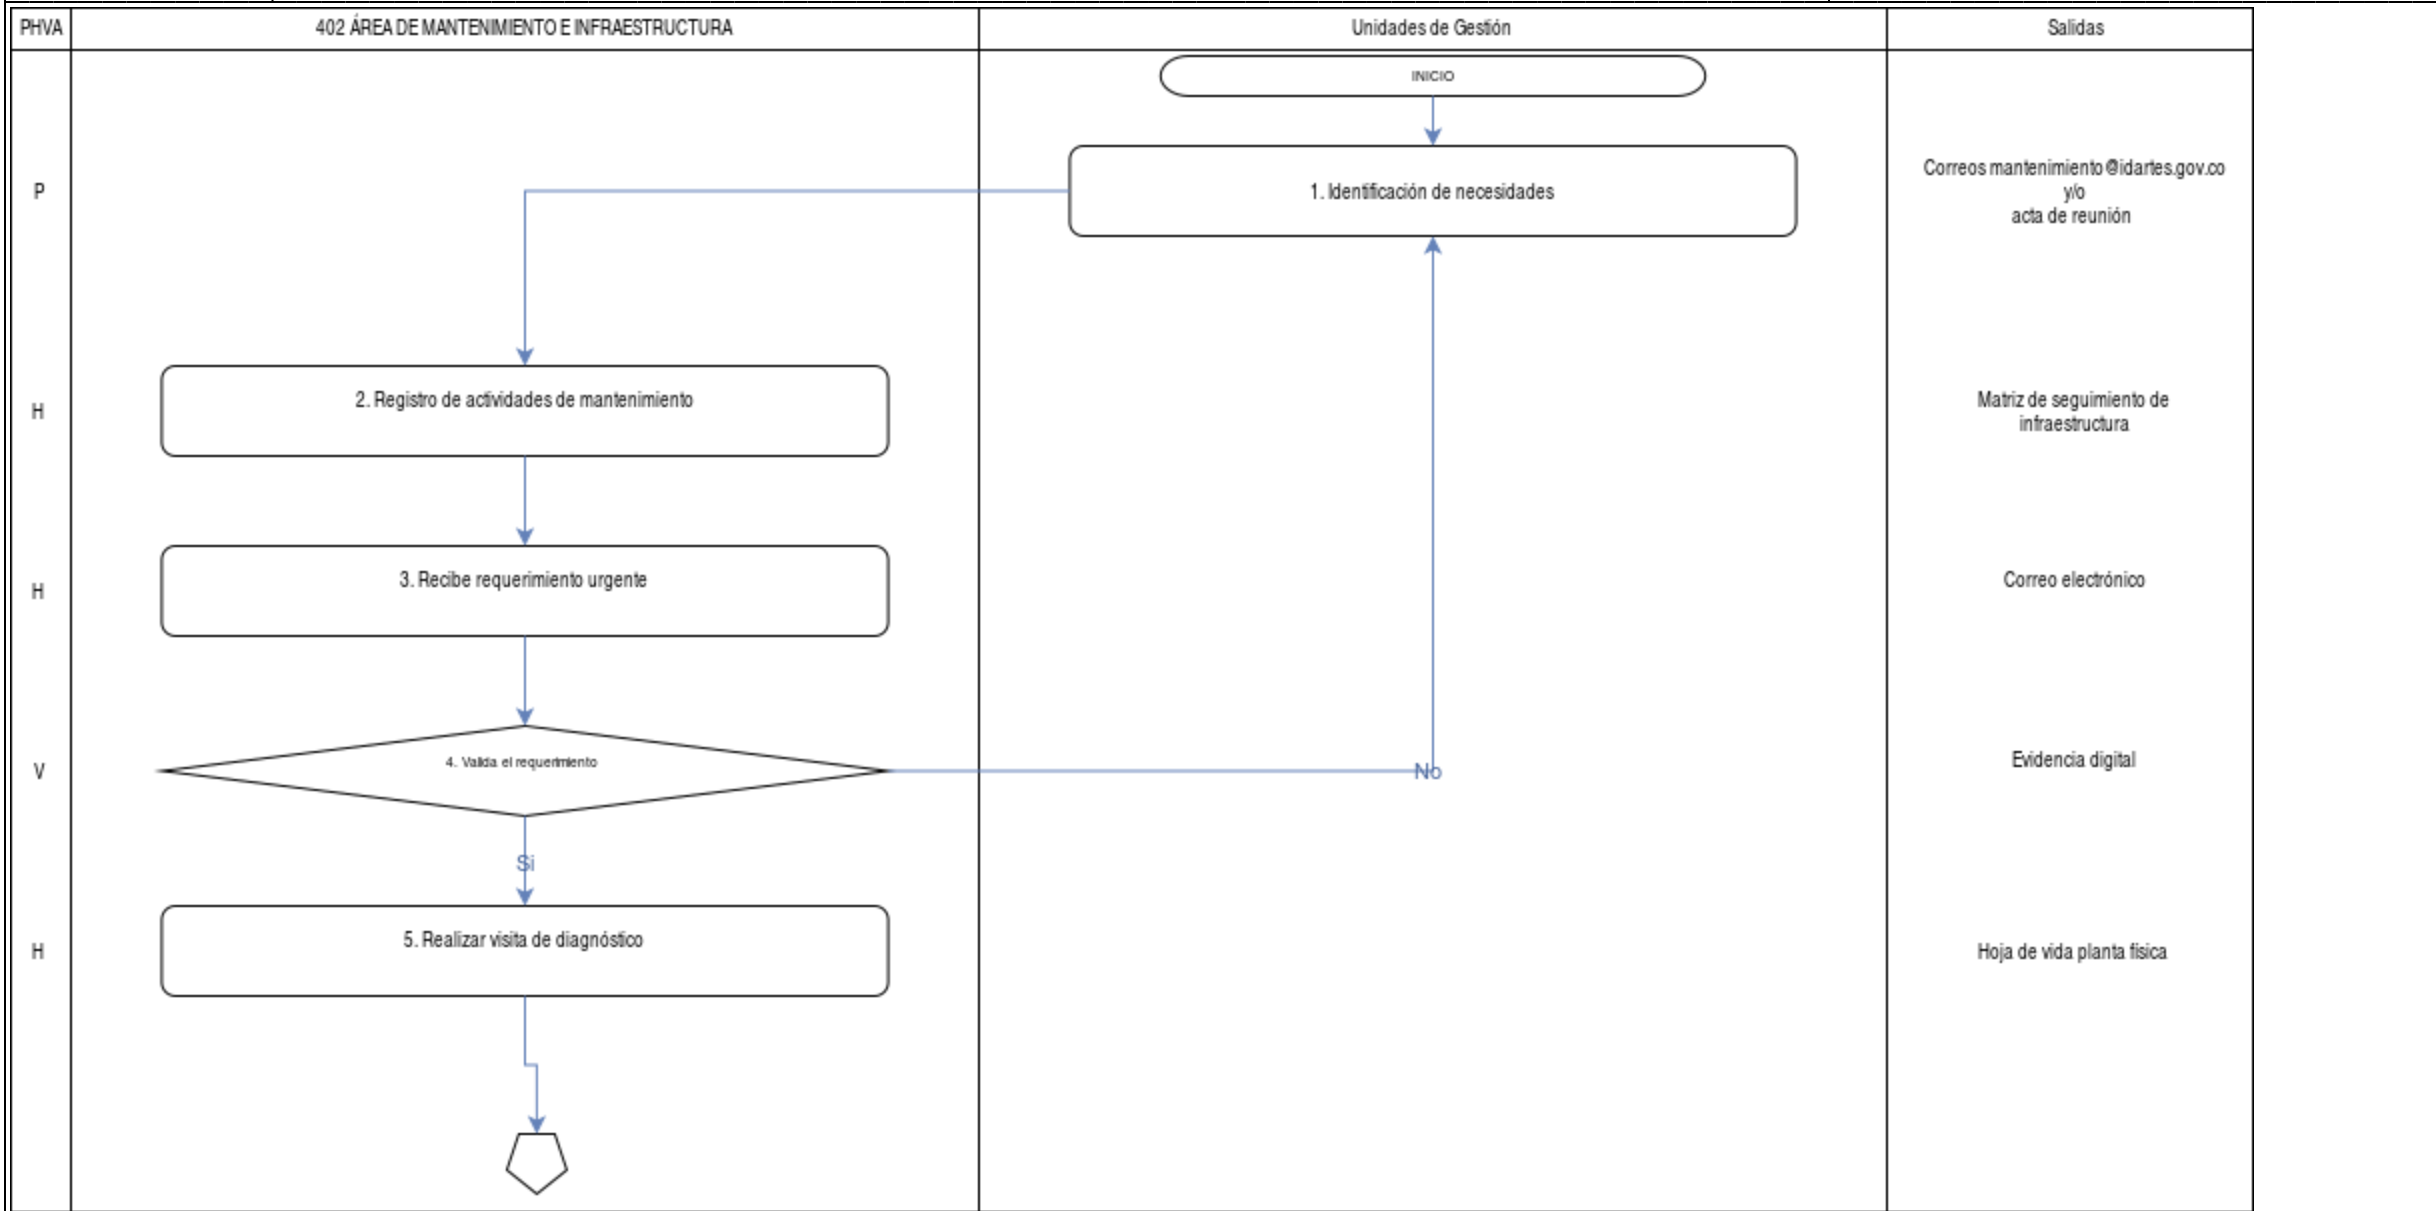 PHVA
402 ÁREA DE MANTENIMIENTO E INFRAESTRUCTURA
Unidades de Gestión
Salidas
INICIO
P
1. Identificación de necesidades
Correos mantenimiento@idartes.gov.co
y/o
acta de reunión
H
2. Registro de actividades de mantenimiento
Matriz de seguimiento de
infraestructura
H
3. Recibe requerimiento urgente
Correo electrónico
V
4. Valida el requerimiento
No
Evidencia digital
Si
H
5. Realizar visita de diagnóstico
Hoja de vida planta física